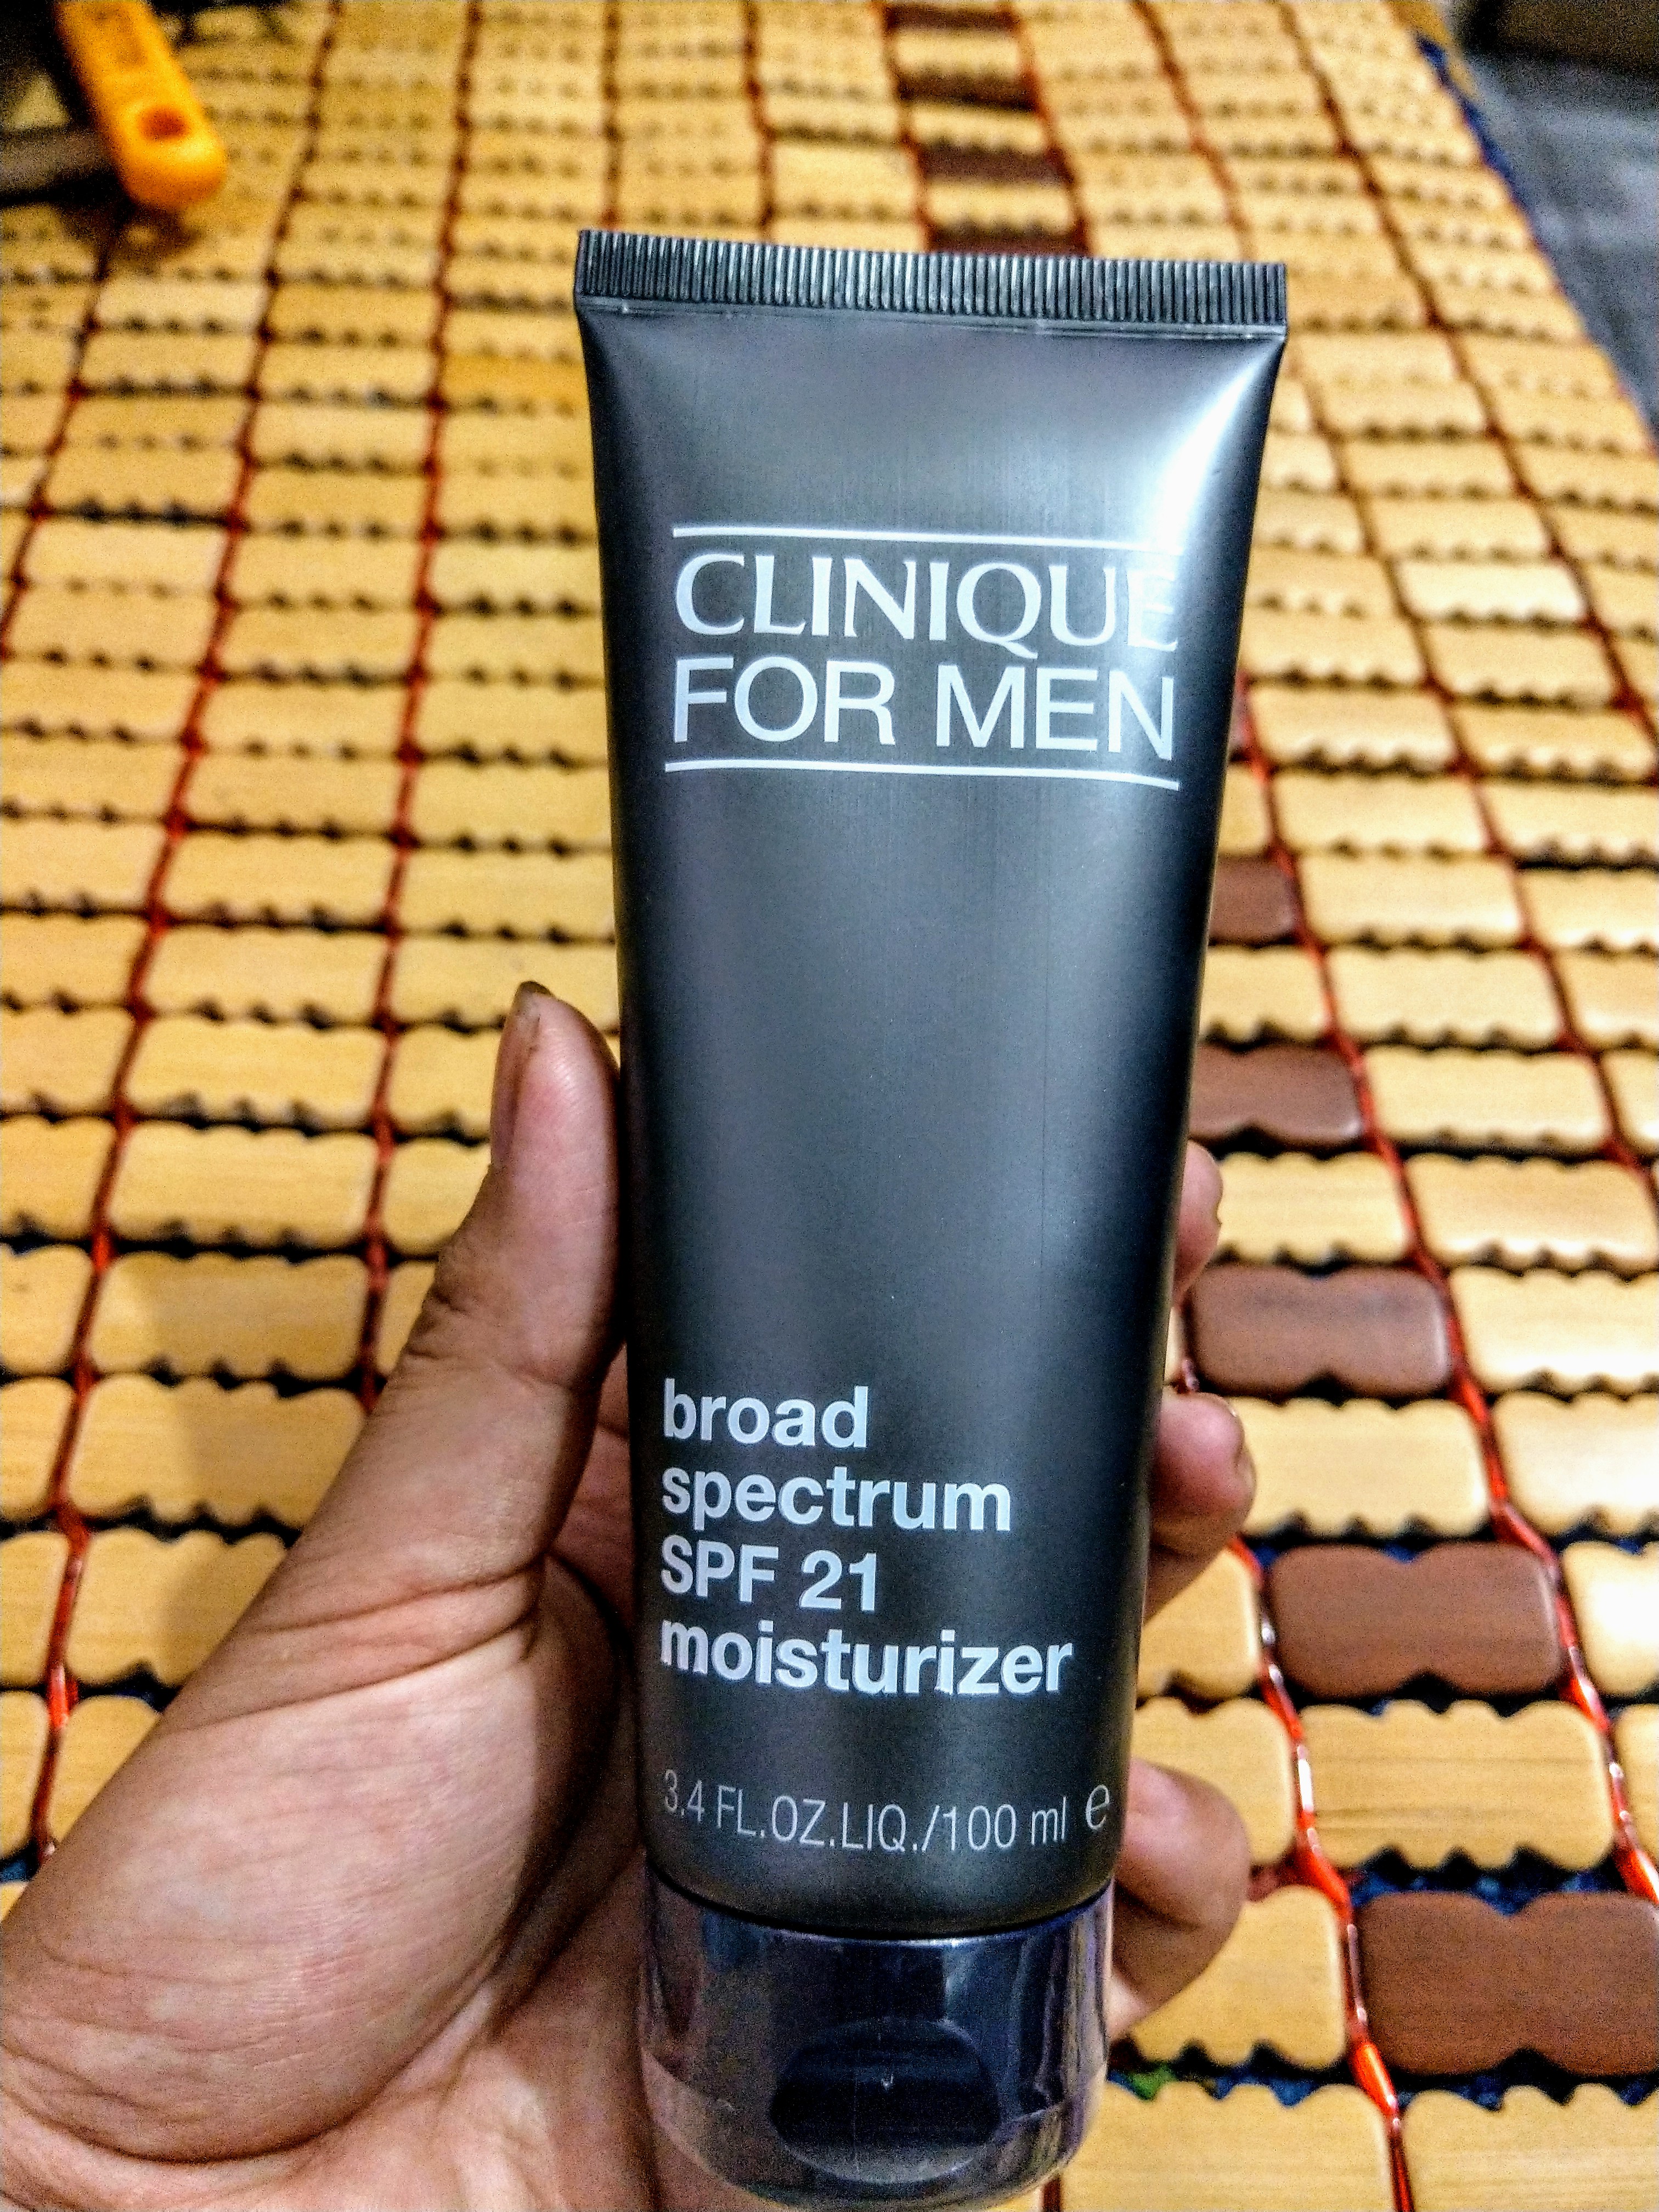 CLINIQUE
FOR MEN
broad
spectrum
SPF 21
moisturizer
3.4 FL.OZ.LIQ./100 ml ℮